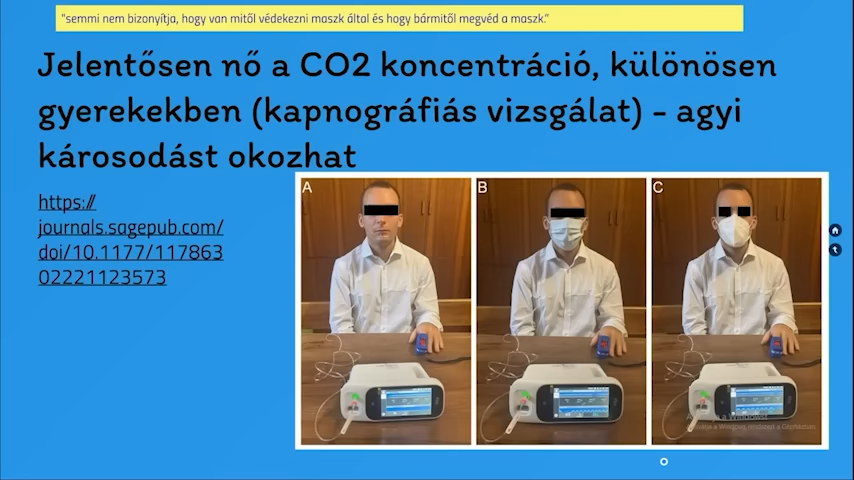 "semmi nem bizonyítja, hogy van mitől védekezni maszk által és hogy bármitől megvéd a maszk."
Jelentősen nő a CO2 koncentráció, különösen
gyerekekben (kapnográfiás vizsgálat) - agyi
károsodást okozhat
https://
journals.sagepub.com/
doi/10.1177/117863
02221123573
A
B
C